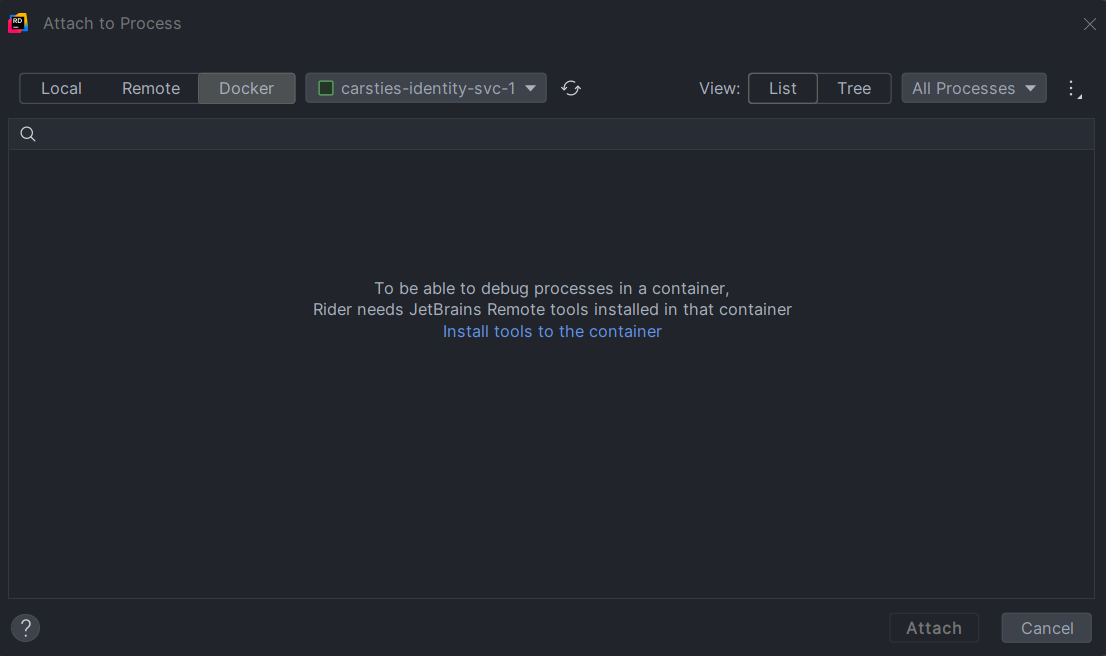 RD
Attach to Process
Local Remote Docker carsties-identity-svc-1 View: List Tree All Processes
To be able to debug processes in a container,
Rider needs JetBrains Remote tools installed in that container
Install tools to the container
? Attach Cancel